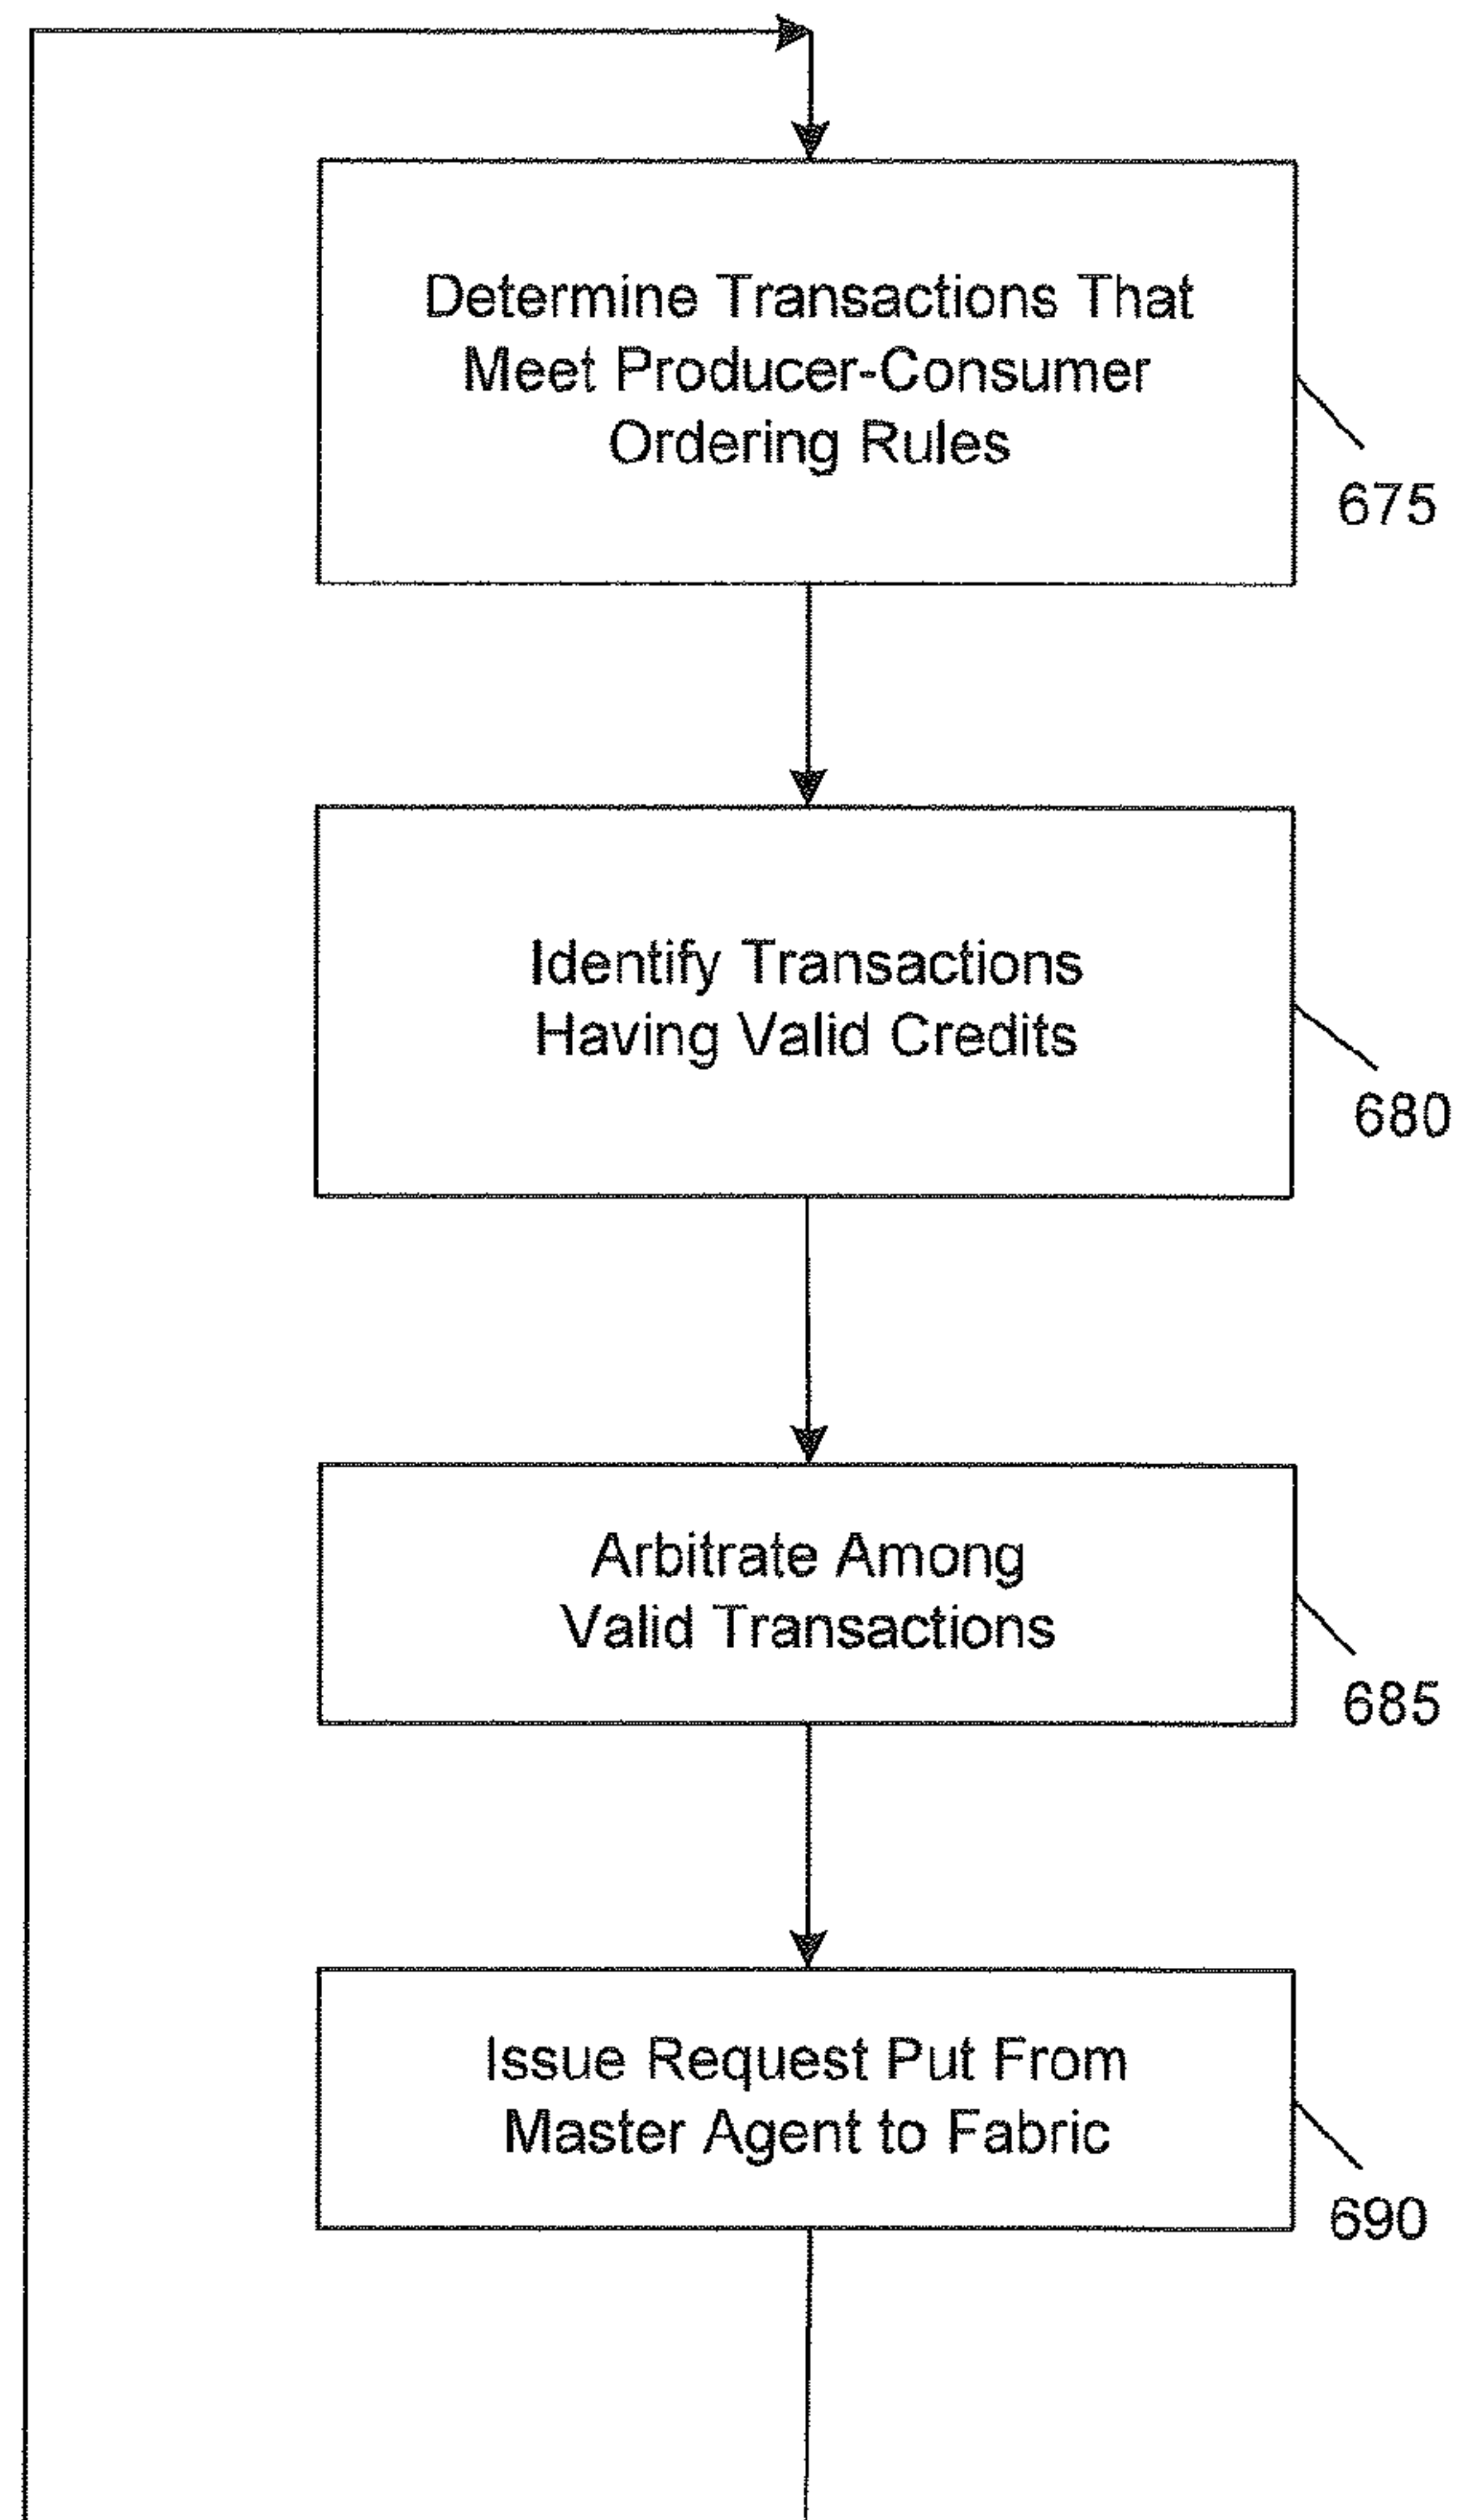 Determine Transactions That
Meet Producer-Consumer
Ordering Rules
675
Identify Transactions
Having Valid Credits
680
Arbitrate Among
Valid Transactions
685
Issue Request Put From
Master Agent to Fabric
690